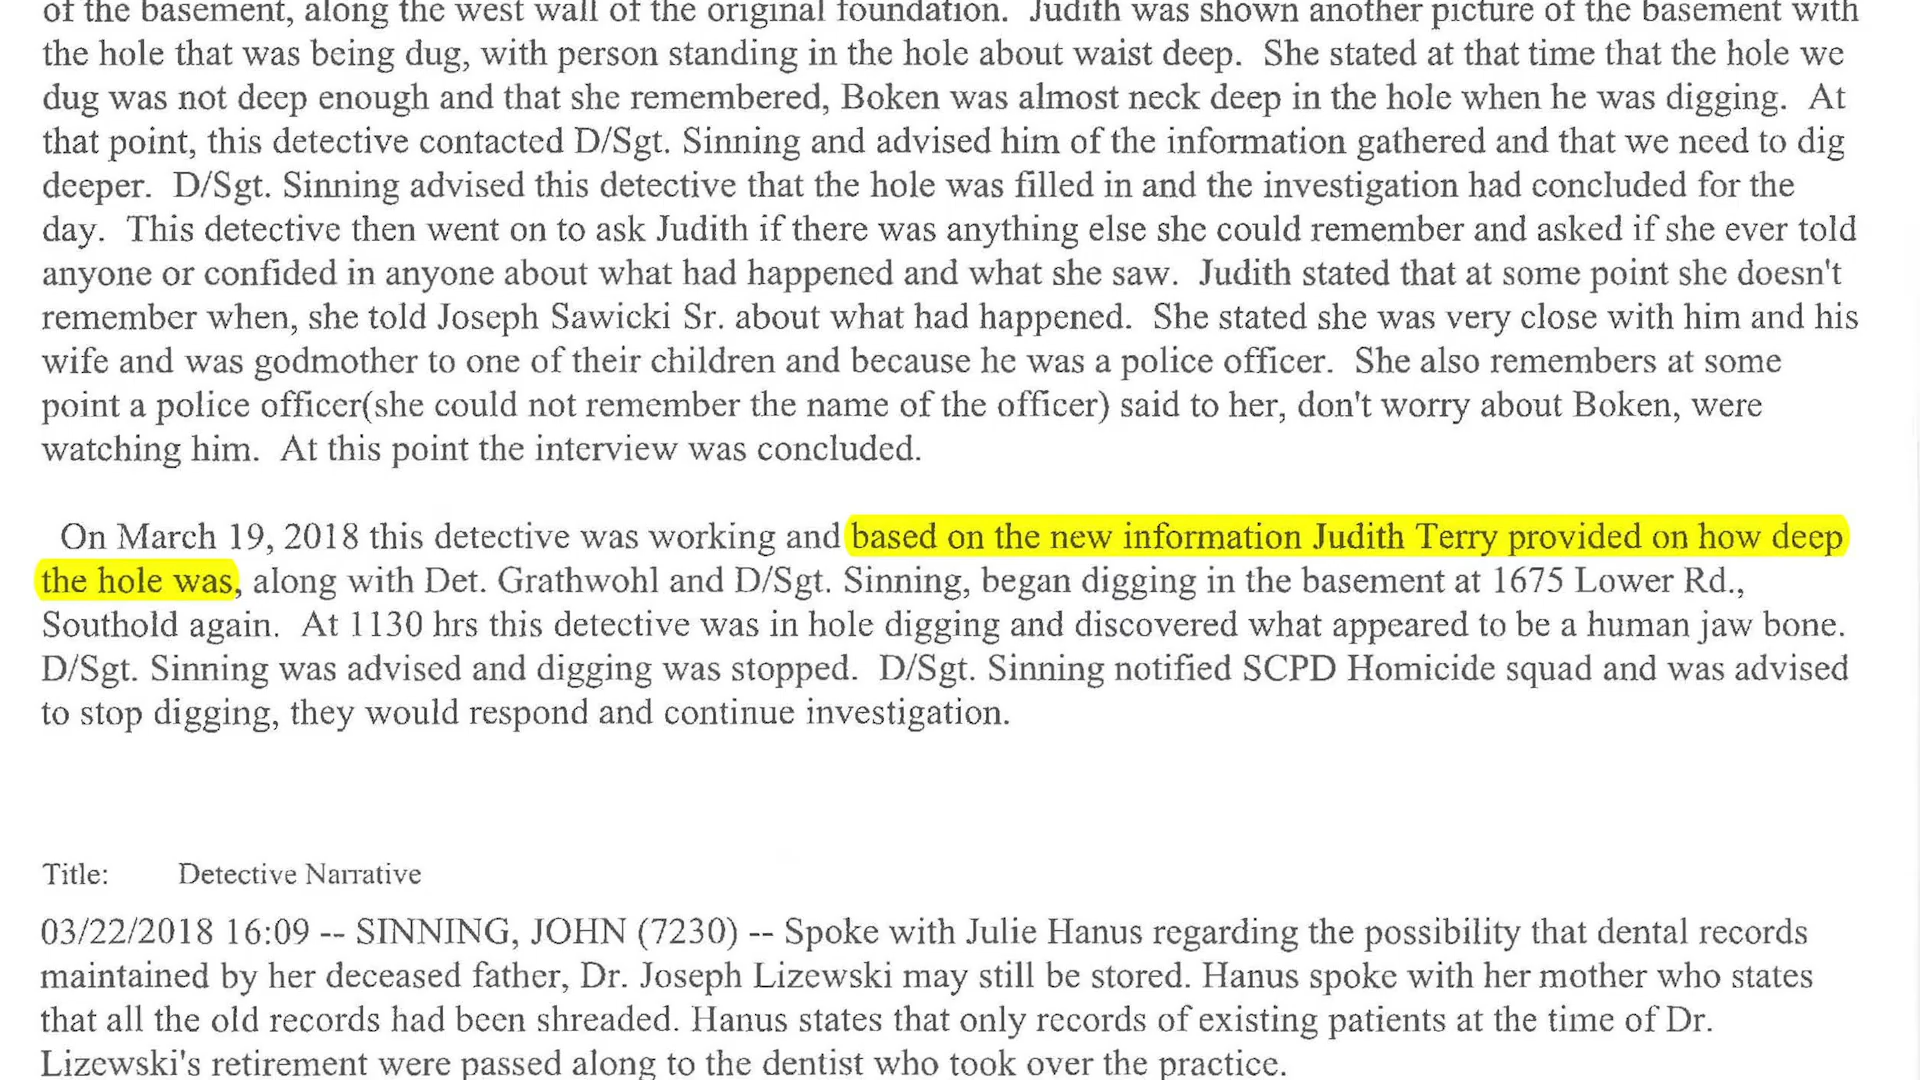 of the basement, along the west wall of the original foundation. Judith was shown another picture of the basement with
the hole that was being dug, with person standing in the hole about waist deep. She stated at that time that the hole we
dug was not deep enough and that she remembered, Boken was almost neck deep in the hole when he was digging. At
that point, this detective contacted D/Sgt. Sinning and advised him of the information gathered and that we need to dig
deeper. D/Sgt. Sinning advised this detective that the hole was filled in and the investigation had concluded for the
day. This detective then went on to ask Judith if there was anything else she could remember and asked if she ever told
anyone or confided in anyone about what had happened and what she saw. Judith stated that at some point she doesn't
remember when, she told Joseph Sawicki Sr. about what had happened. She stated she was very close with him and his
wife and was godmother to one of their children and because he was a police officer. She also remembers at some
point a police officer(she could not remember the name of the officer) said to her, don't worry about Boken, were
watching him. At this point the interview was concluded.
On March 19, 2018 this detective was working and based on the new information Judith Terry provided on how deep
the hole was, along with Det. Grathwohl and D/Sgt. Sinning, began digging in the basement at 1675 Lower Rd.,
Southold again. At 1130 hrs this detective was in hole digging and discovered what appeared to be a human jaw bone.
D/Sgt. Sinning was advised and digging was stopped. D/Sgt. Sinning notified SCPD Homicide squad and was advised
to stop digging, they would respond and continue investigation.
Title: Detective Narrative
03/22/2018 16:09 -- SINNING, JOHN (7230) -- Spoke with Julie Hanus regarding the possibility that dental records
maintained by her deceased father, Dr. Joseph Lizewski may still be stored. Hanus spoke with her mother who states
that all the old records had been shreaded. Hanus states that only records of existing patients at the time of Dr.
Lizewski's retirement were passed along to the dentist who took over the practice.